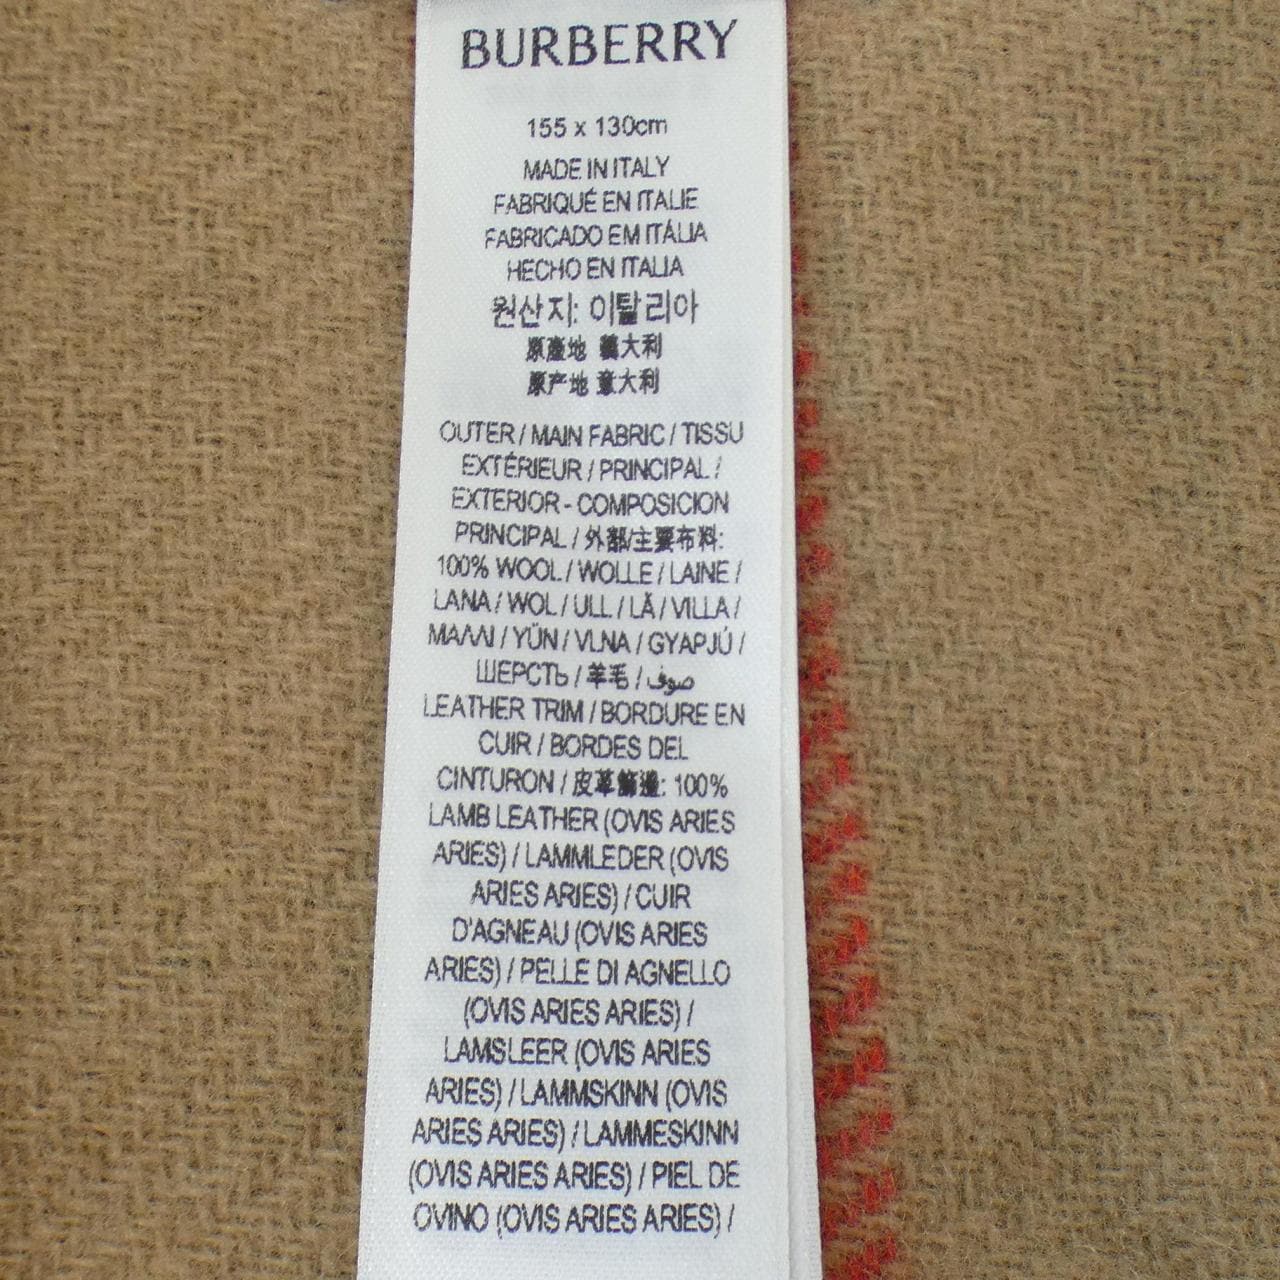 BURBERRY
155 x 130cm
MADE IN ITALY
FABRIQUÉ EN ITALIE
FABRICADO EM ITÁLIA
HECHO EN ITALIA
원산지: 이탈리아
原產地 義大利
原产地 意大利
OUTER / MAIN FABRIC / TISSU
EXTÉRIEUR / PRINCIPAL /
EXTERIOR - COMPOSICION
PRINCIPAL / 外部/主要布料:
100% WOOL / WOLLE / LAINE /
LANA / WOL / ULL / LÃ / VILLA /
ΜΑΛΛΙ / YÜN / VLNA / GYAPJÚ /
ШЕРСТЬ / 羊毛 / صوف
LEATHER TRIM / BORDURE EN
CUIR / BORDES DEL
CINTURON / 皮革飾邊: 100%
LAMB LEATHER (OVIS ARIES
ARIES) / LAMMLEDER (OVIS
ARIES ARIES) / CUIR
D'AGNEAU (OVIS ARIES
ARIES) / PELLE DI AGNELLO
(OVIS ARIES ARIES) /
LAMSLEER (OVIS ARIES
ARIES) / LAMMSKINN (OVIS
ARIES ARIES) / LAMMESKINN
(OVIS ARIES ARIES) / PIEL DE
OVINO (OVIS ARIES ARIES) /